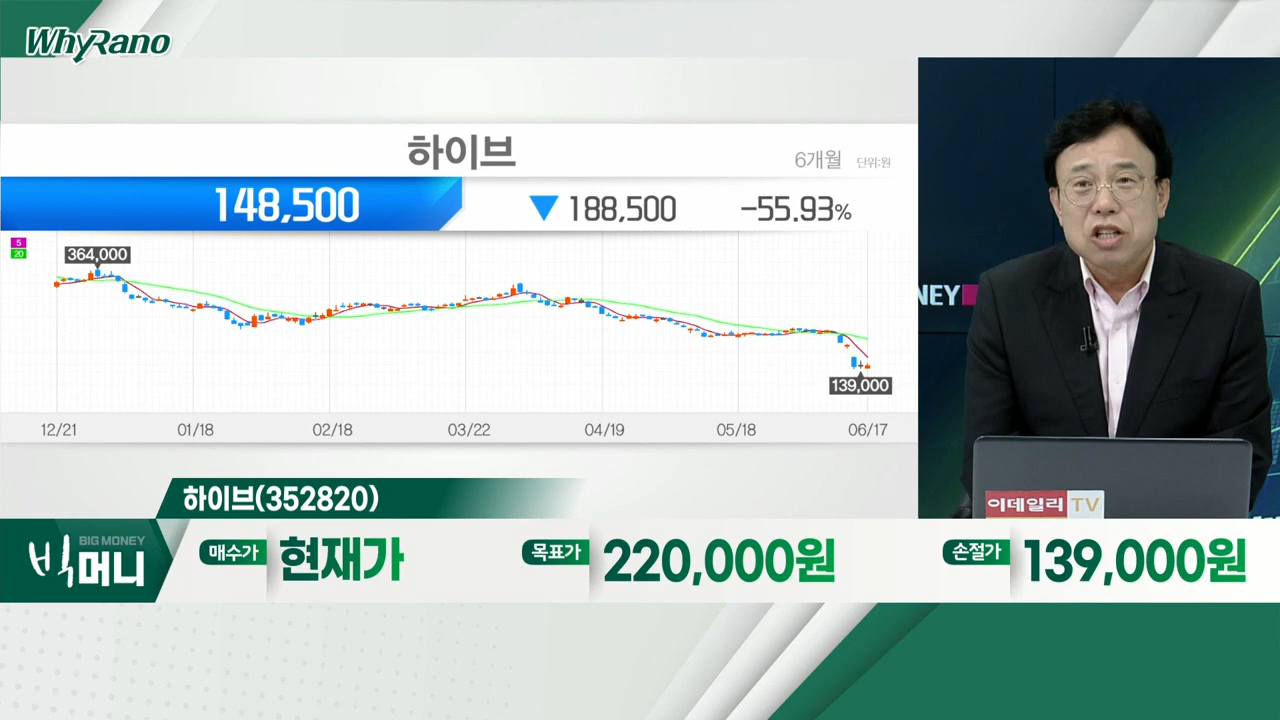 WhyRano
하이브
6개월 단위:원
148,500 ▼ 188,500 -55.93%
5
20
364,000
139,000
12/21 01/18 02/18 03/22 04/19 05/18 06/17
NEY
이데일리 TV
하이브(352820)
BIG MONEY
빅머니
매수가 현재가 목표가 220,000원 손절가 139,000원